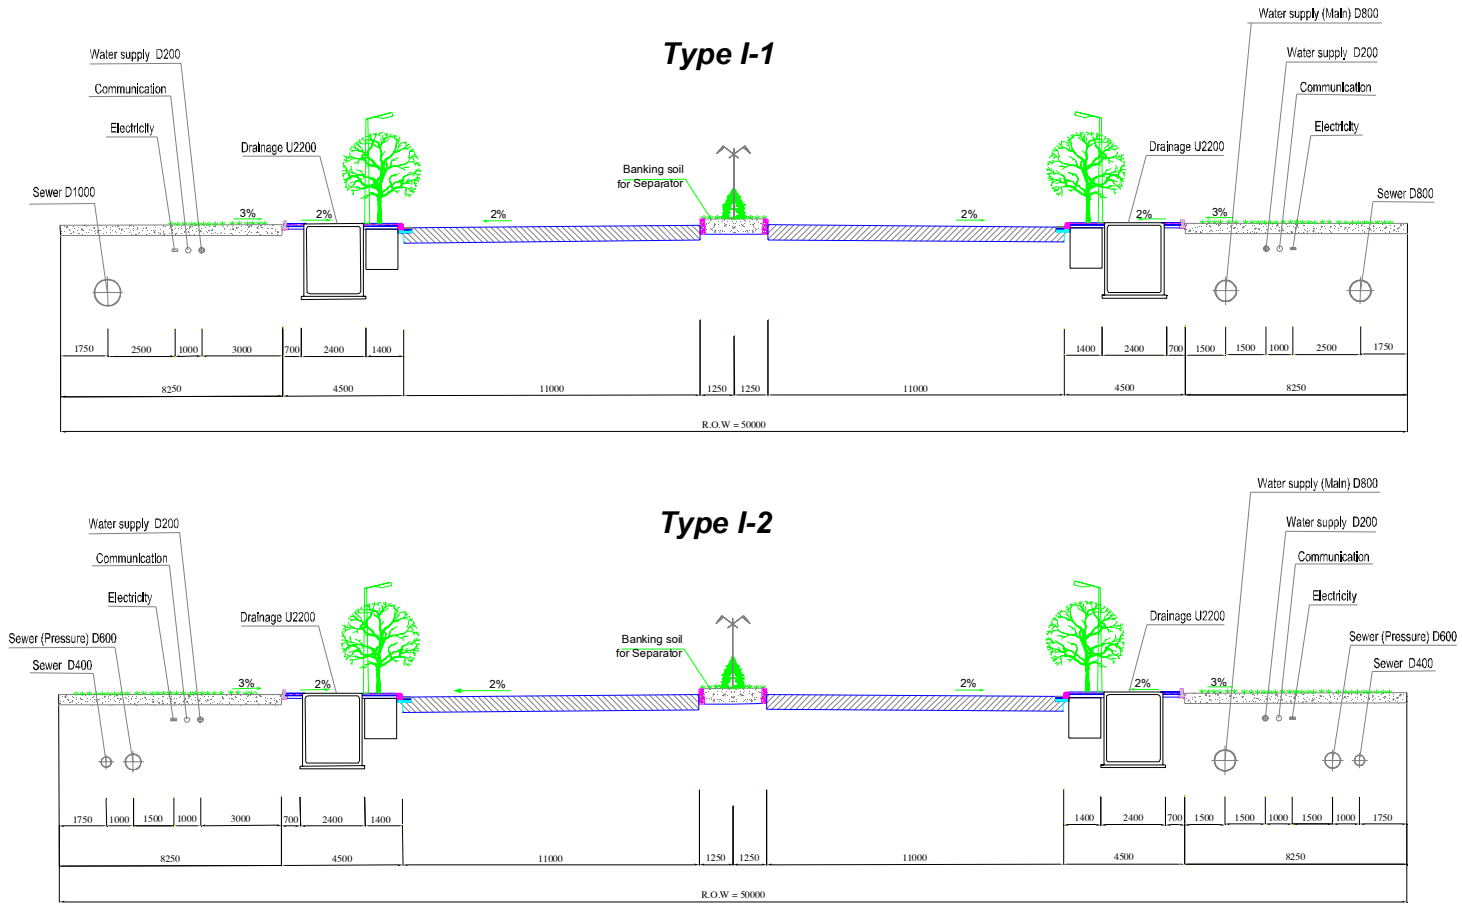 Type I-1
Water supply (Main) D800
Water supply D200
Water supply D200
Communication
Communication
Electricity
Electricity
Drainage U2200
Drainage U2200
Banking soil
for Separator
Sewer D1000
Sewer D800
3%
2%
2%
2%
2%
3%
1750
2500
1000
3000
700
2400
1400
1250
1250
1400
2400
700
1500
1500
1000
2500
1750
8250
4500
11000
11000
4500
8250
R.O.W = 50000
Type I-2
Water supply (Main) D800
Water supply D200
Water supply D200
Communication
Communication
Electricity
Electricity
Drainage U2200
Drainage U2200
Banking soil
for Separator
Sewer (Pressure) D600
Sewer (Pressure) D600
Sewer D400
Sewer D400
3%
2%
2%
2%
2%
3%
1750
1000
1500
1000
3000
700
2400
1400
1400
2400
700
1500
1500
1000
1500
1000
1750
8250
4500
11000
1250
1250
11000
4500
8250
R.O.W = 50000